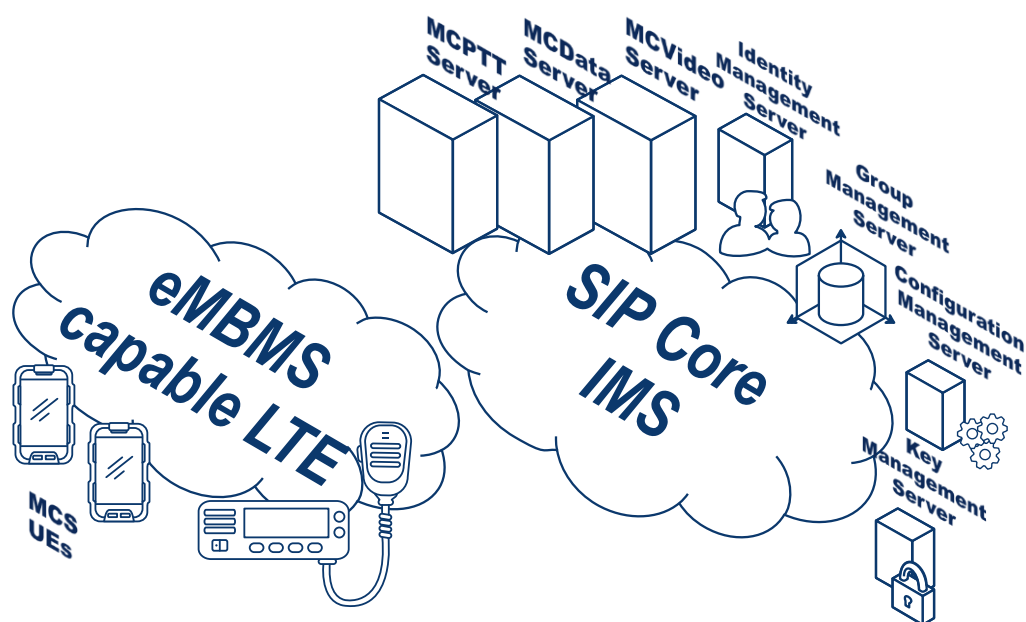 MCPTT
Server
MCData
Server
MCVideo
Server
Identity
Management
Server
Group
Management
Server
Configuration
Management
Server
Key
Management
Server
SIP Core
IMS
eMBMS
capable LTE
MCS
UEs